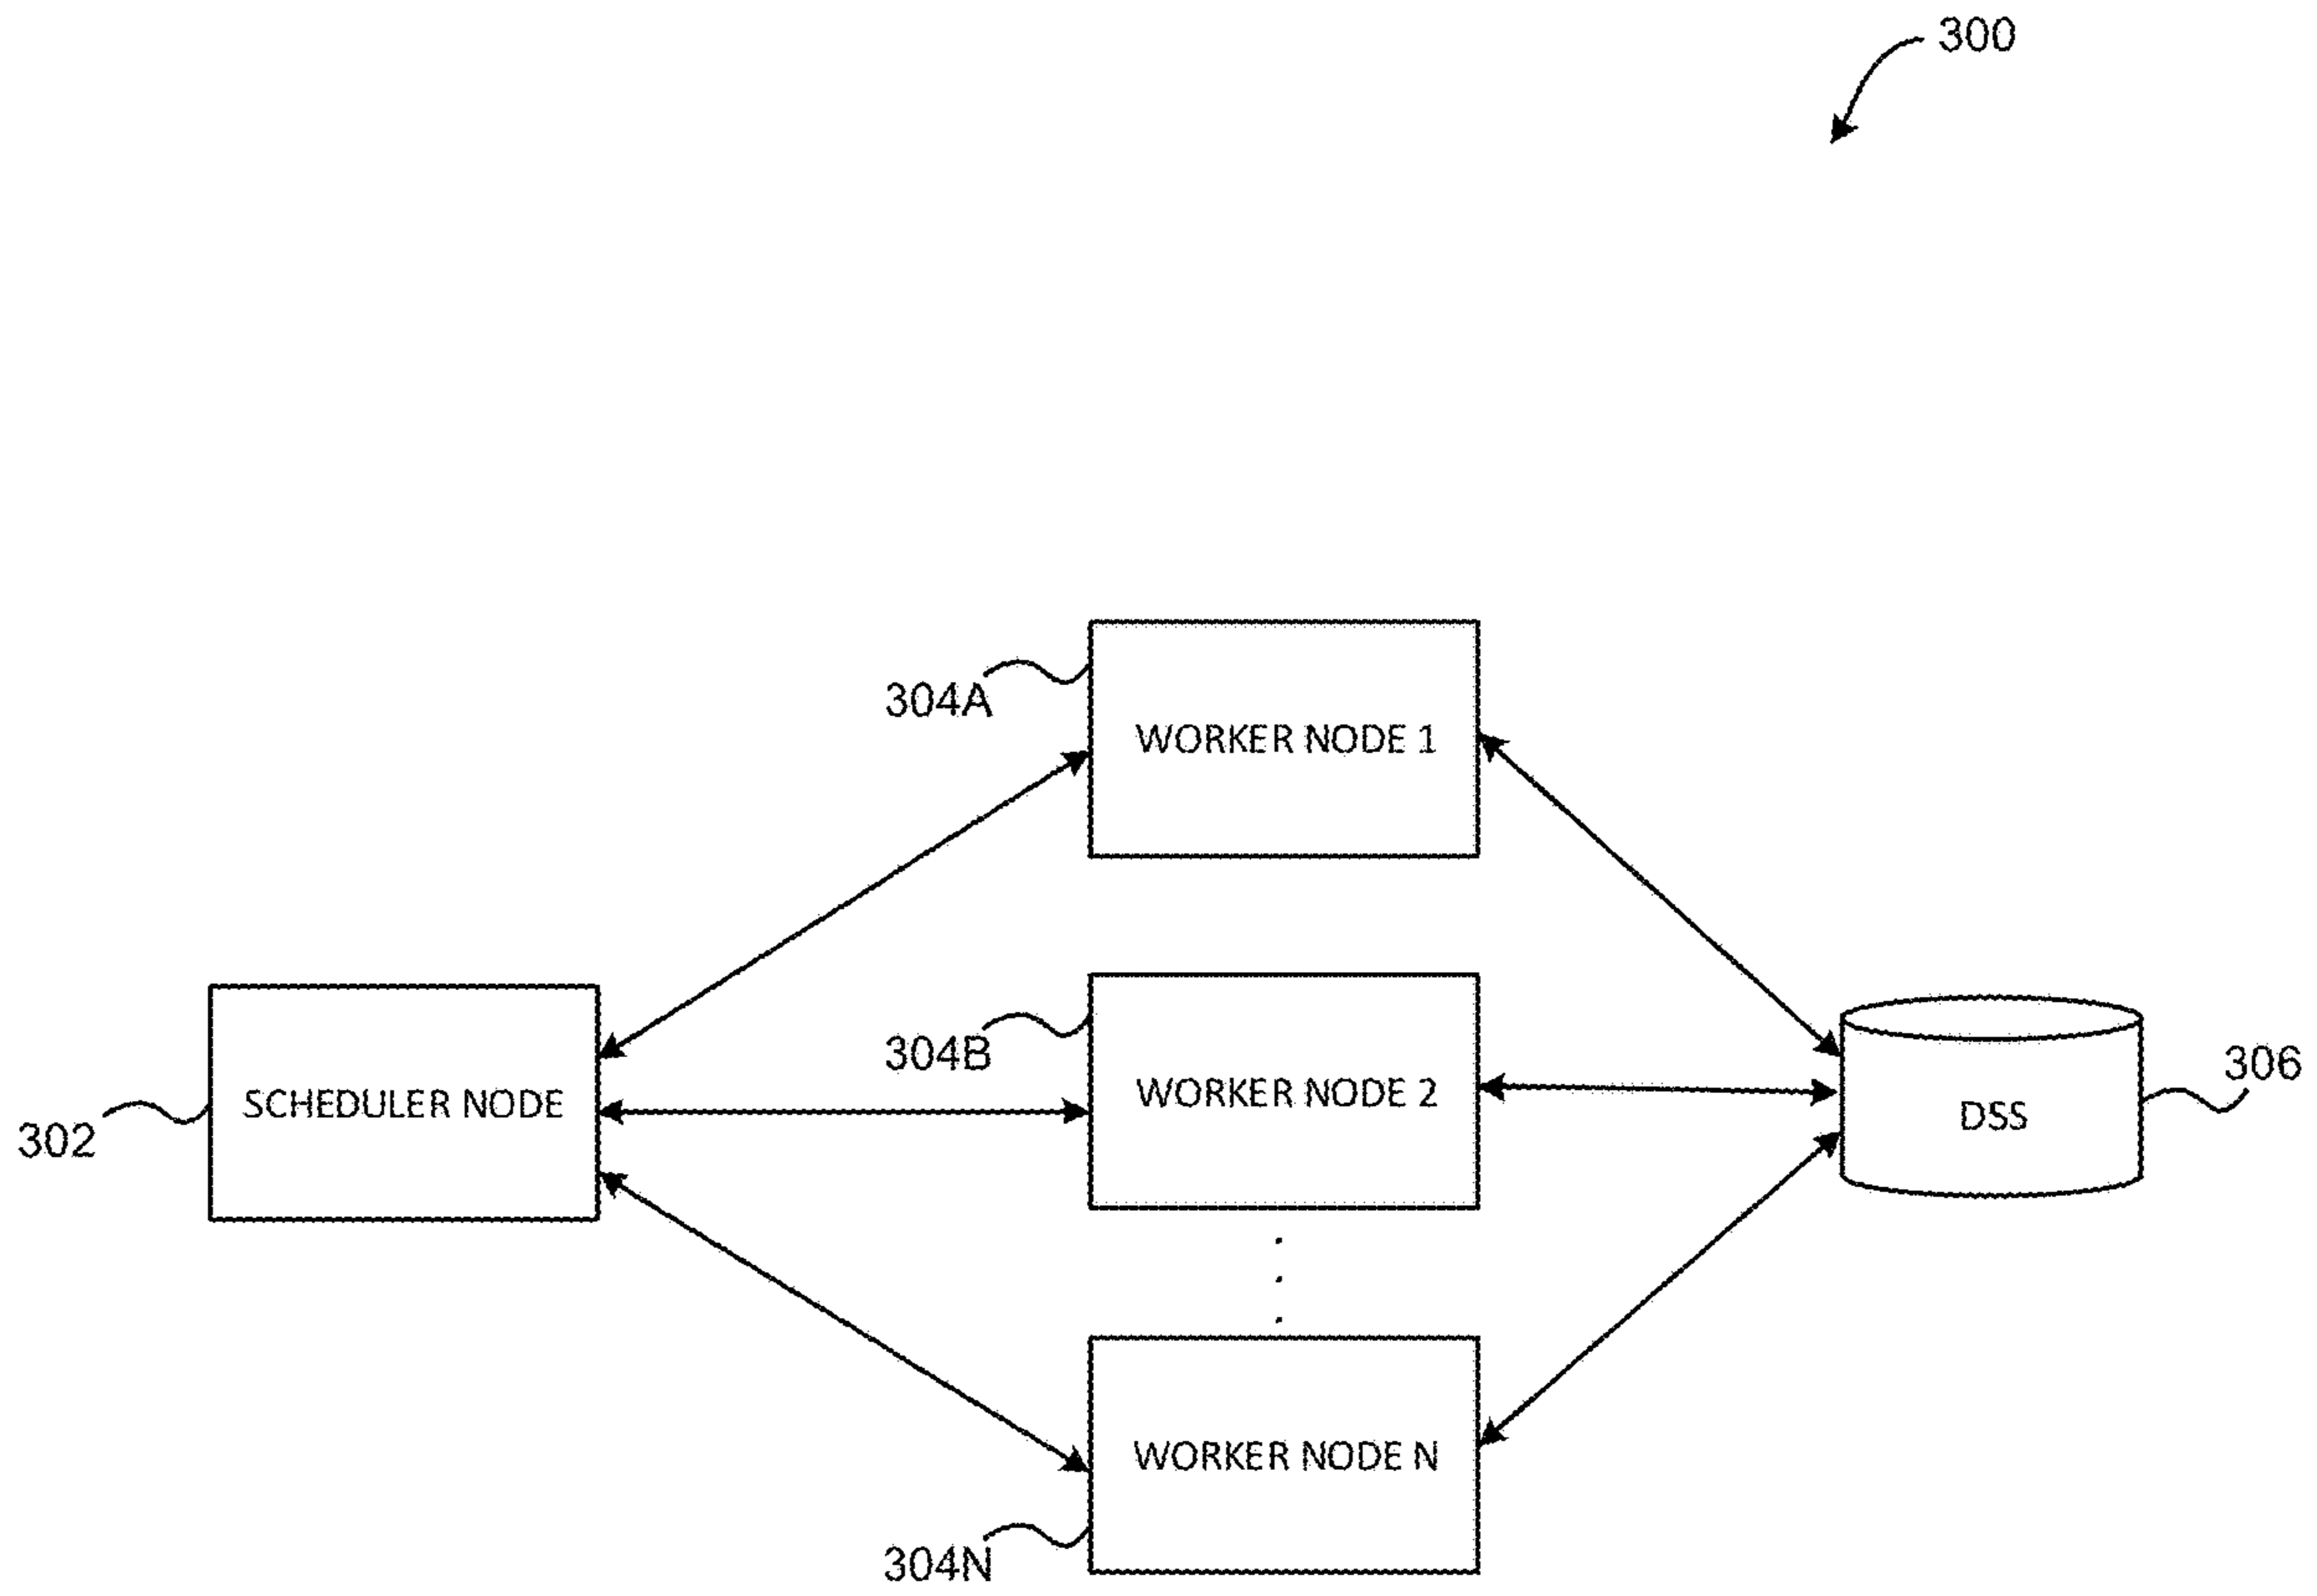 300
304A
WORKER NODE 1
304B
WORKER NODE 2
SCHEDULER NODE
302
DSS
306
WORKER NODE N
304N